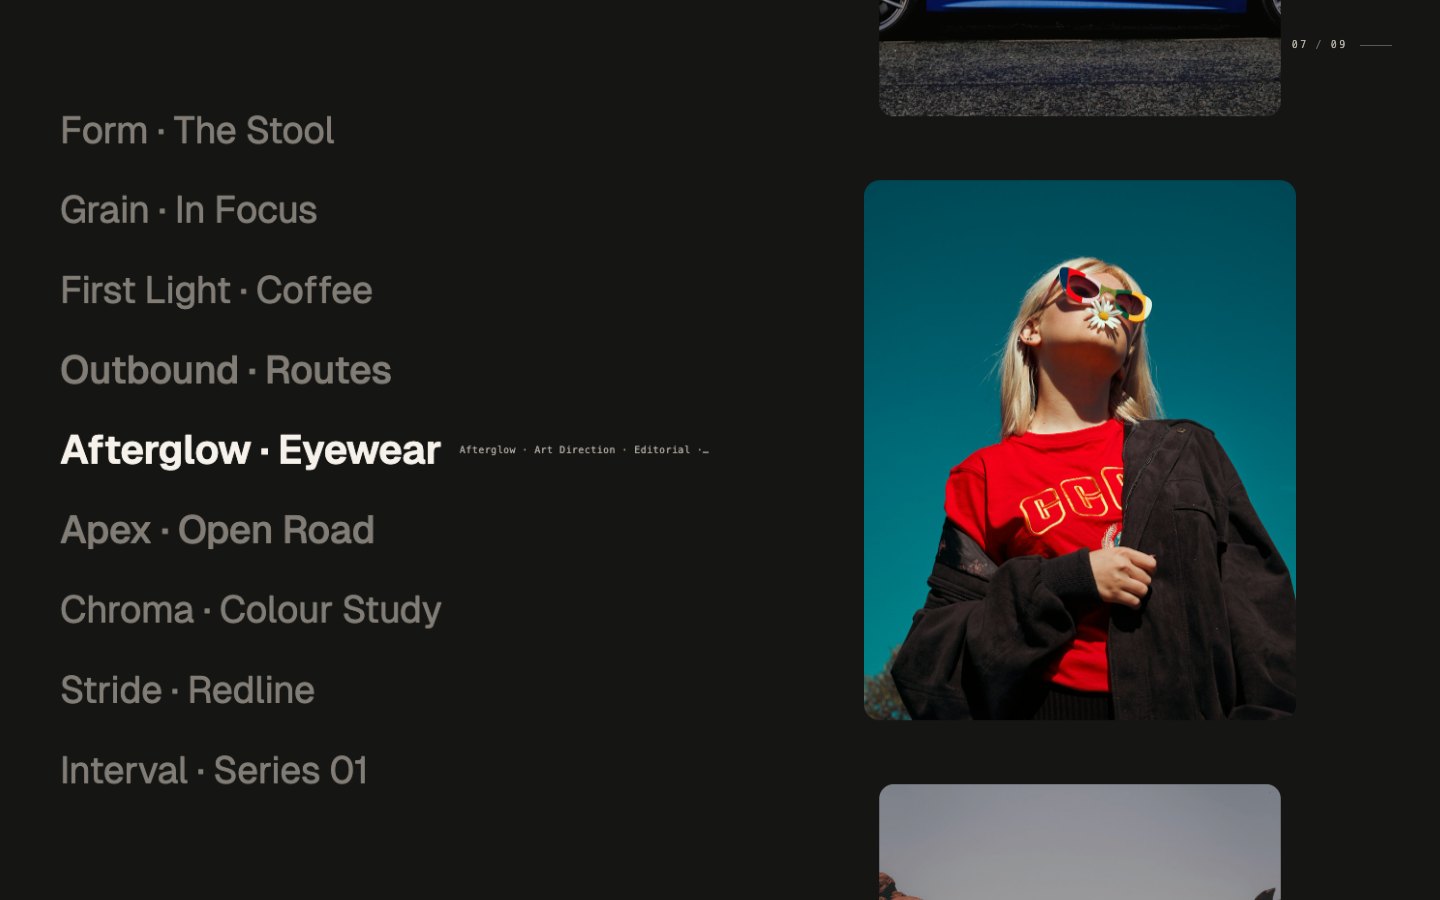 07 / 09
Form · The Stool
Grain · In Focus
First Light · Coffee
Outbound · Routes
Afterglow · Eyewear
Afterglow · Art Direction · Editorial ·…
Apex · Open Road
Chroma · Colour Study
Stride · Redline
Interval · Series 01
CCC